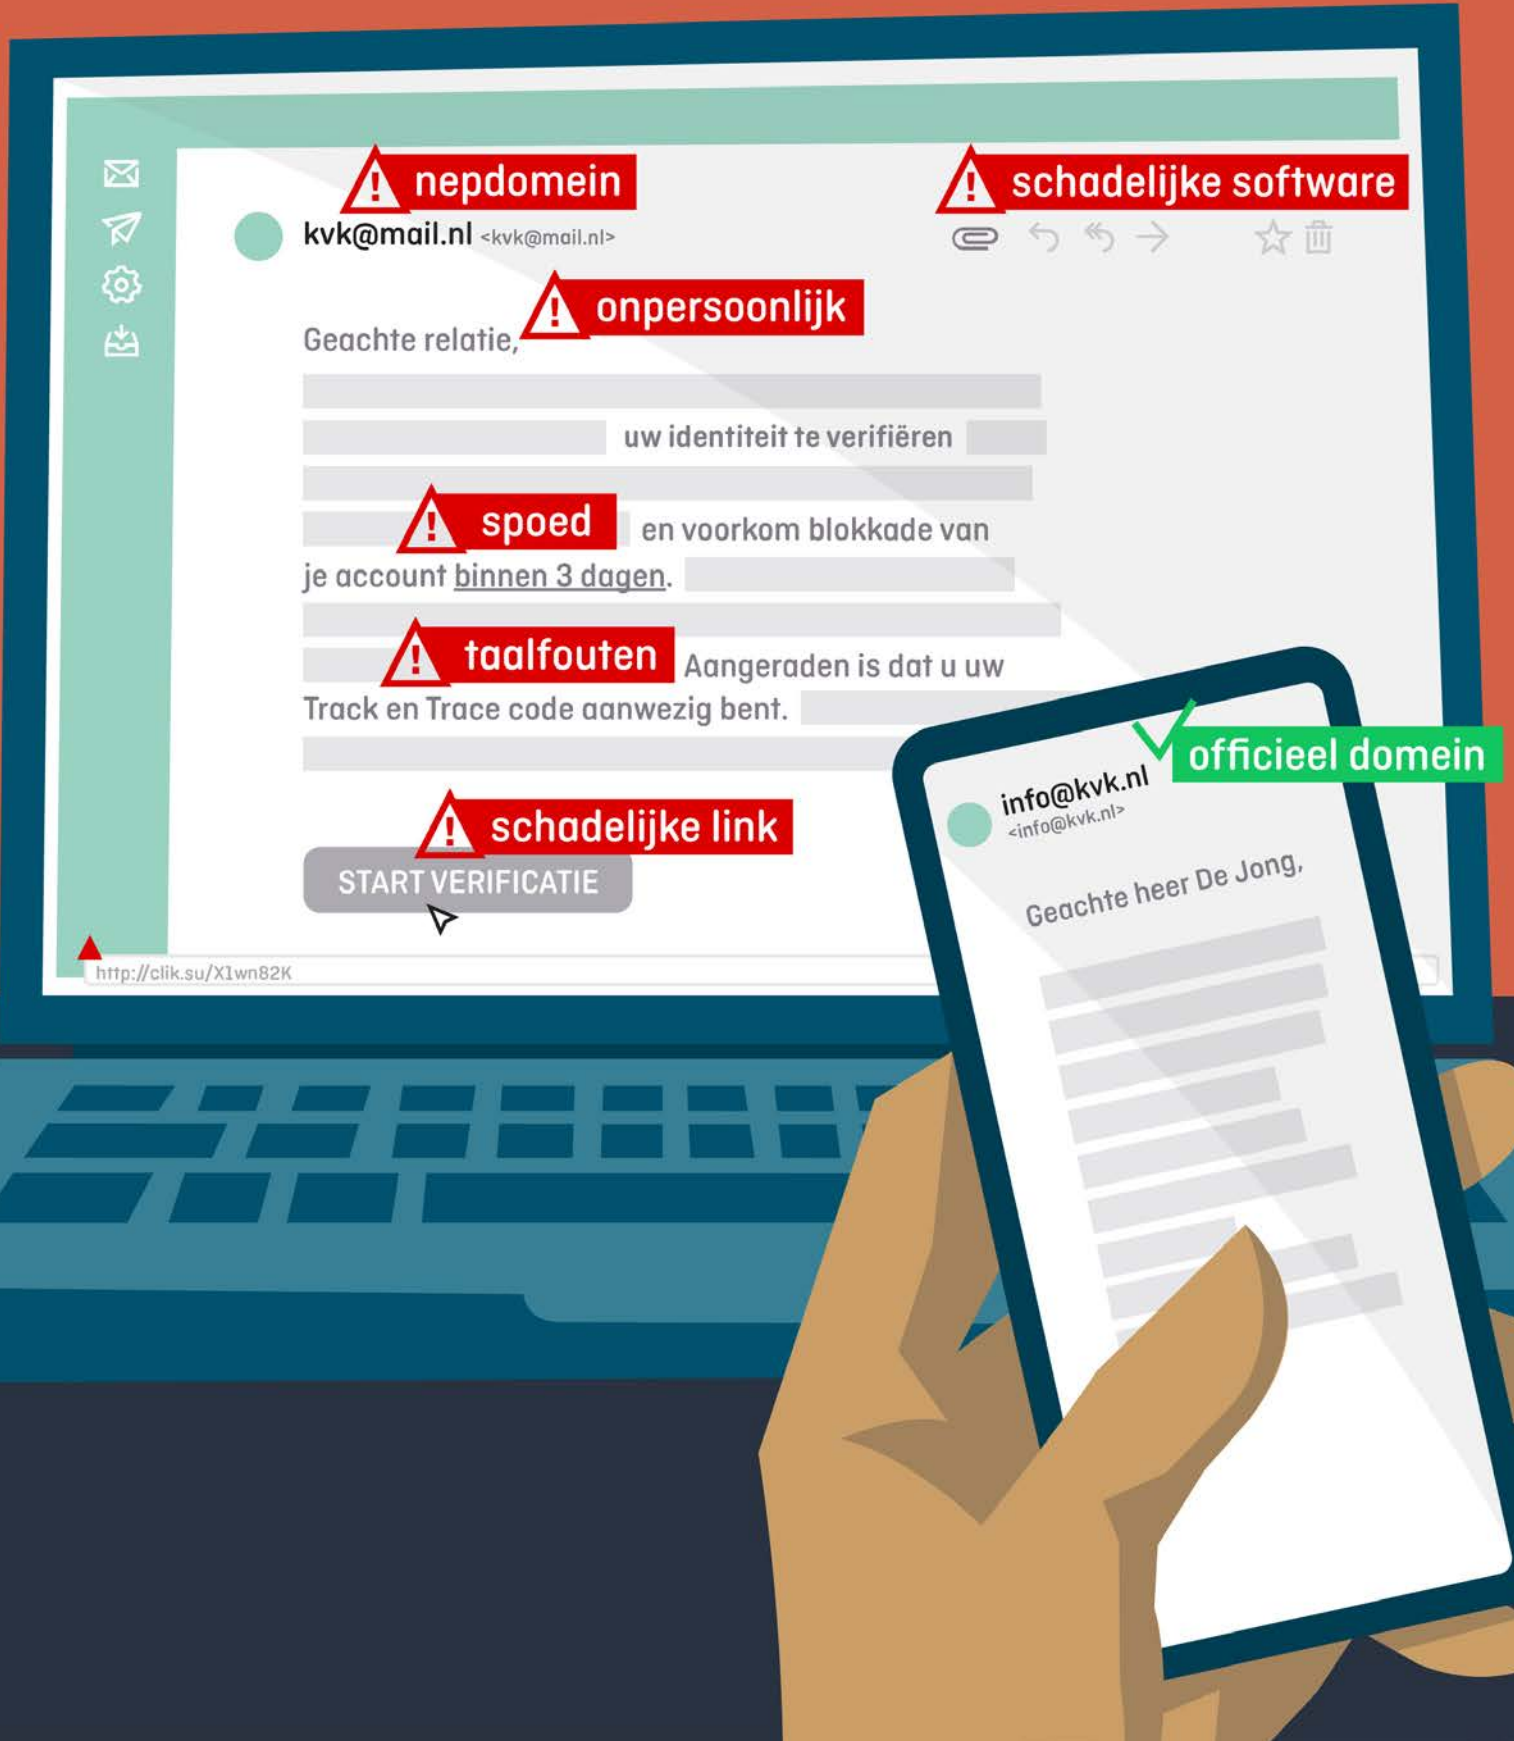 nepdomein
schadelijke software
kvk@mail.nl <kvk@mail.nl>
onpersoonlijk
Geachte relatie,
uw identiteit te verifiëren
spoed
en voorkom blokkade van
je account binnen 3 dagen.
taalfouten
Aangeraden is dat u uw
Track en Trace code aanwezig bent.
schadelijke link
START VERIFICATIE
http://clik.su/X1wn82K
officieel domein
info@kvk.nl
<info@kvk.nl>
Geachte heer De Jong,